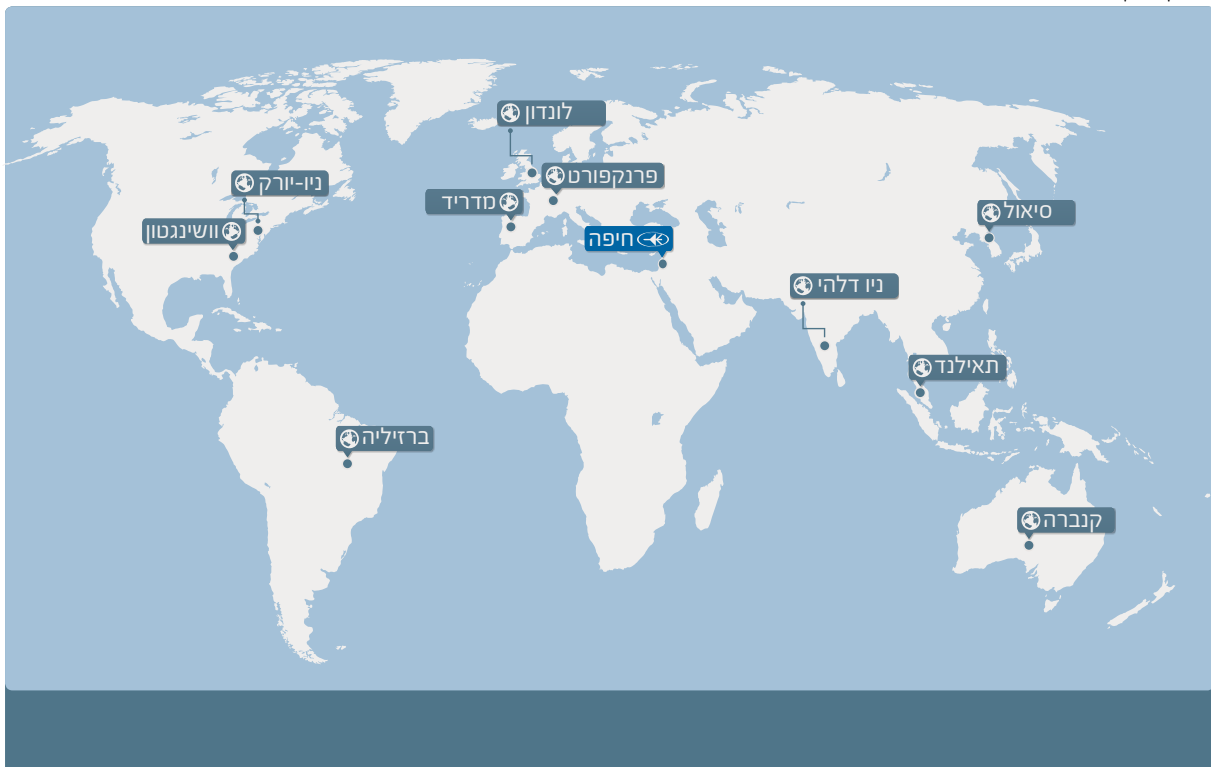 לונדון
פרנקפורט
ניו-יורק
מדריד
סיאול
וושינגטון
חיפה
ניו דלהי
תאילנד
ברזיליה
קנברה